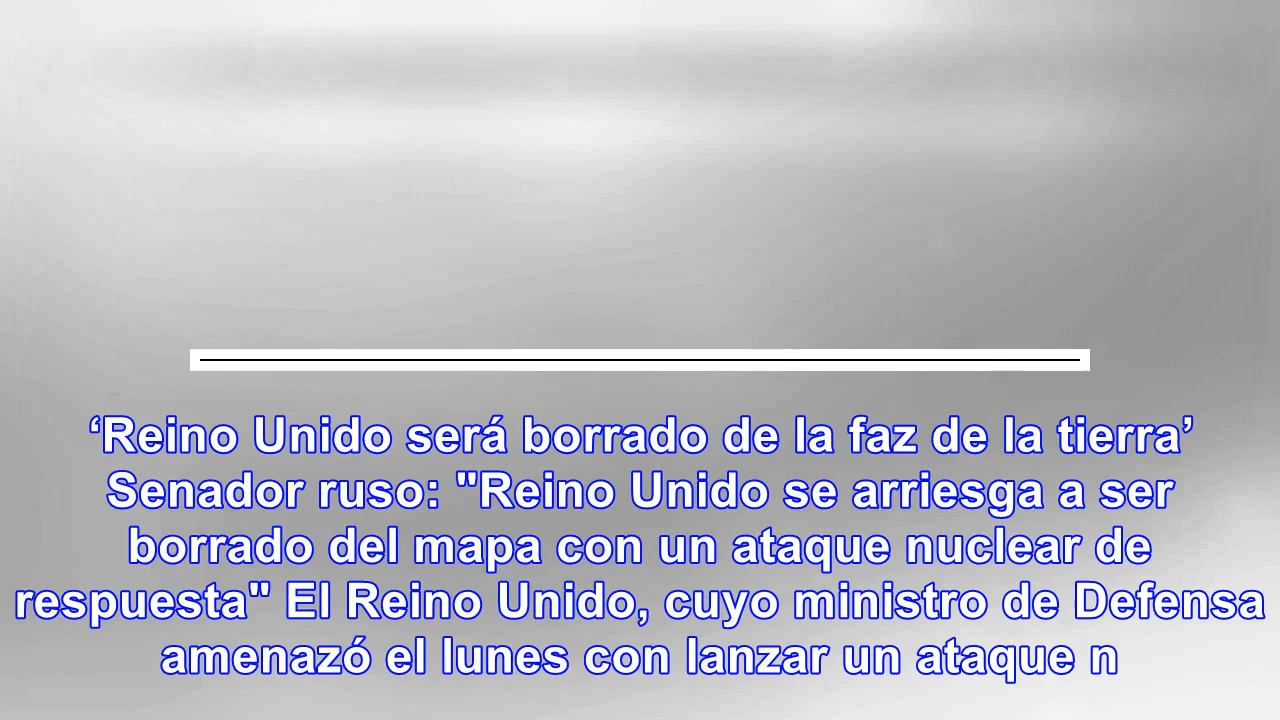 ‘Reino Unido será borrado de la faz de la tierra’
Senador ruso: "Reino Unido se arriesga a ser
borrado del mapa con un ataque nuclear de
respuesta" El Reino Unido, cuyo ministro de Defensa
amenazó el lunes con lanzar un ataque n